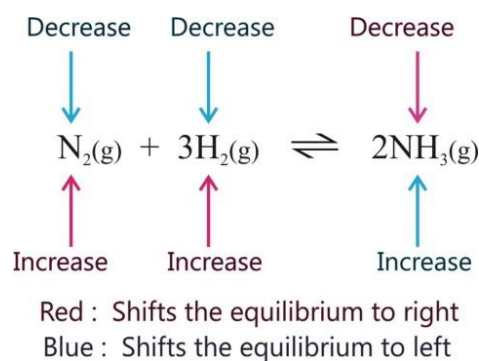 Decrease Decrease Decrease
N₂(g) + 3H₂(g) ⇌ 2NH₃(g)
Increase Increase Increase
Red : Shifts the equilibrium to right
Blue : Shifts the equilibrium to left